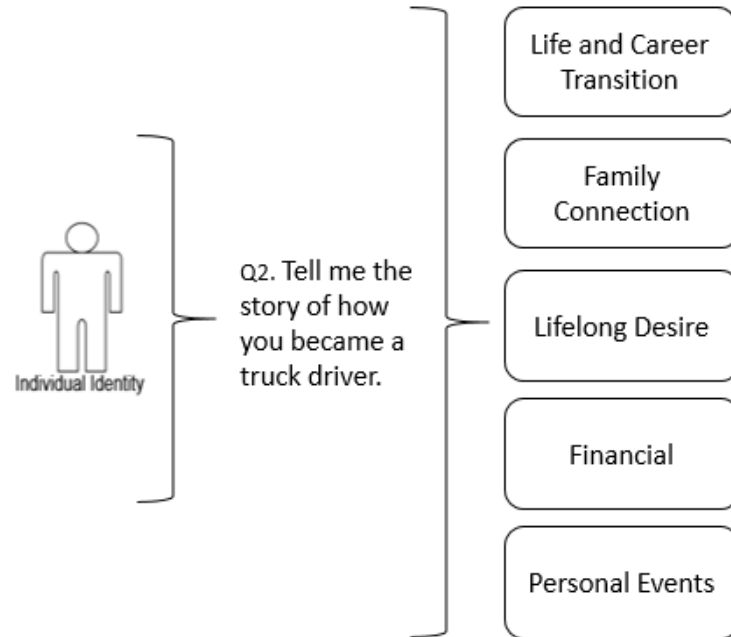 Individual Identity
Q2. Tell me the
story of how
you became a
truck driver.
Life and Career
Transition
Family
Connection
Lifelong Desire
Financial
Personal Events